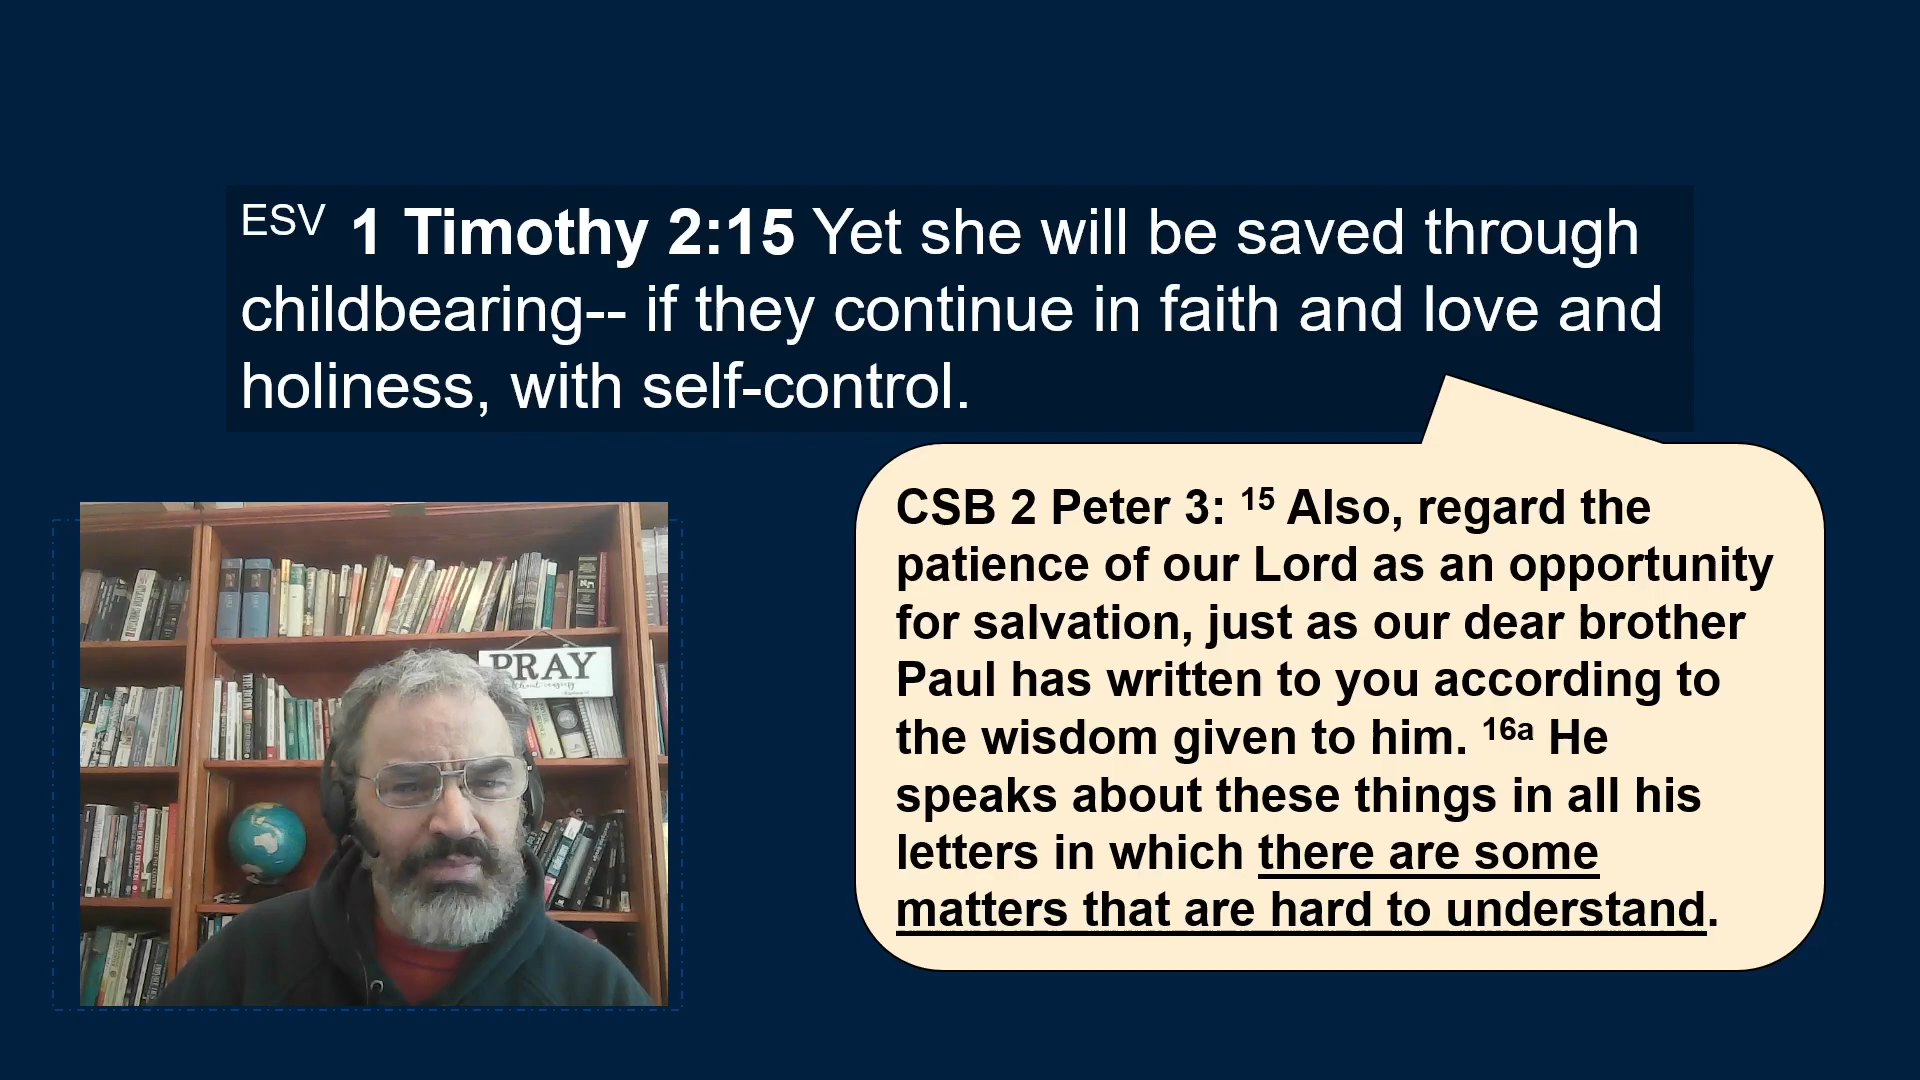 ESV 1 Timothy 2:15 Yet she will be saved through
childbearing-- if they continue in faith and love and
holiness, with self-control.
CSB 2 Peter 3: 15 Also, regard the
patience of our Lord as an opportunity
for salvation, just as our dear brother
Paul has written to you according to
the wisdom given to him. 16a He
speaks about these things in all his
letters in which there are some
matters that are hard to understand.
PRAY